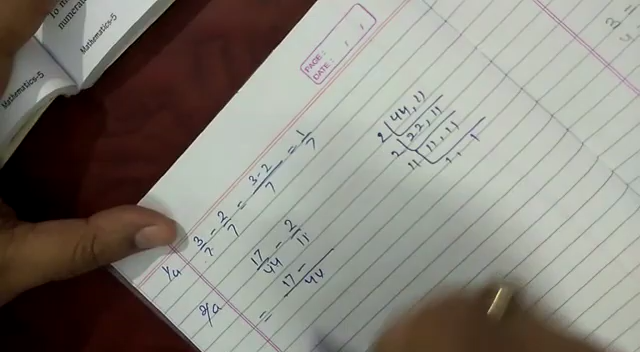 Mathematics-5
Mathematics-5
numerat
PAGE:
DATE:
1/a 3/7 - 2/7 = 3-2/7 = 1/7
2/a 17/44 - 2/11
= 17-/44
2 | 44, 11
2 | 22, 11
11 | 11, 11
1, 1